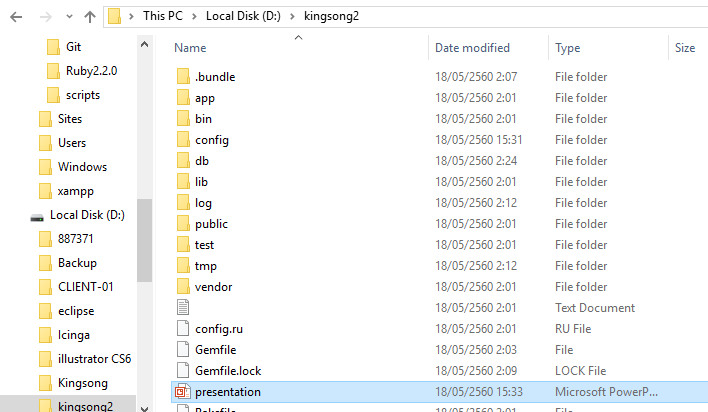 This PC > Local Disk (D:) > kingsong2
Name Date modified Type Size
Git
Ruby2.2.0
scripts
Sites
Users
Windows
xampp
Local Disk (D:)
887371
Backup
CLIENT-01
eclipse
Icinga
illustrator CS6
Kingsong
kingsong2
.bundle 18/05/2560 2:07 File folder
app 18/05/2560 2:01 File folder
bin 18/05/2560 2:01 File folder
config 18/05/2560 15:31 File folder
db 18/05/2560 2:24 File folder
lib 18/05/2560 2:01 File folder
log 18/05/2560 2:12 File folder
public 18/05/2560 2:01 File folder
test 18/05/2560 2:01 File folder
tmp 18/05/2560 2:12 File folder
vendor 18/05/2560 2:01 File folder
18/05/2560 2:01 Text Document
config.ru 18/05/2560 2:01 RU File
Gemfile 18/05/2560 2:03 File
Gemfile.lock 18/05/2560 2:09 LOCK File
presentation 18/05/2560 15:33 Microsoft PowerP...
Rakefile 18/05/2560 2:01 File